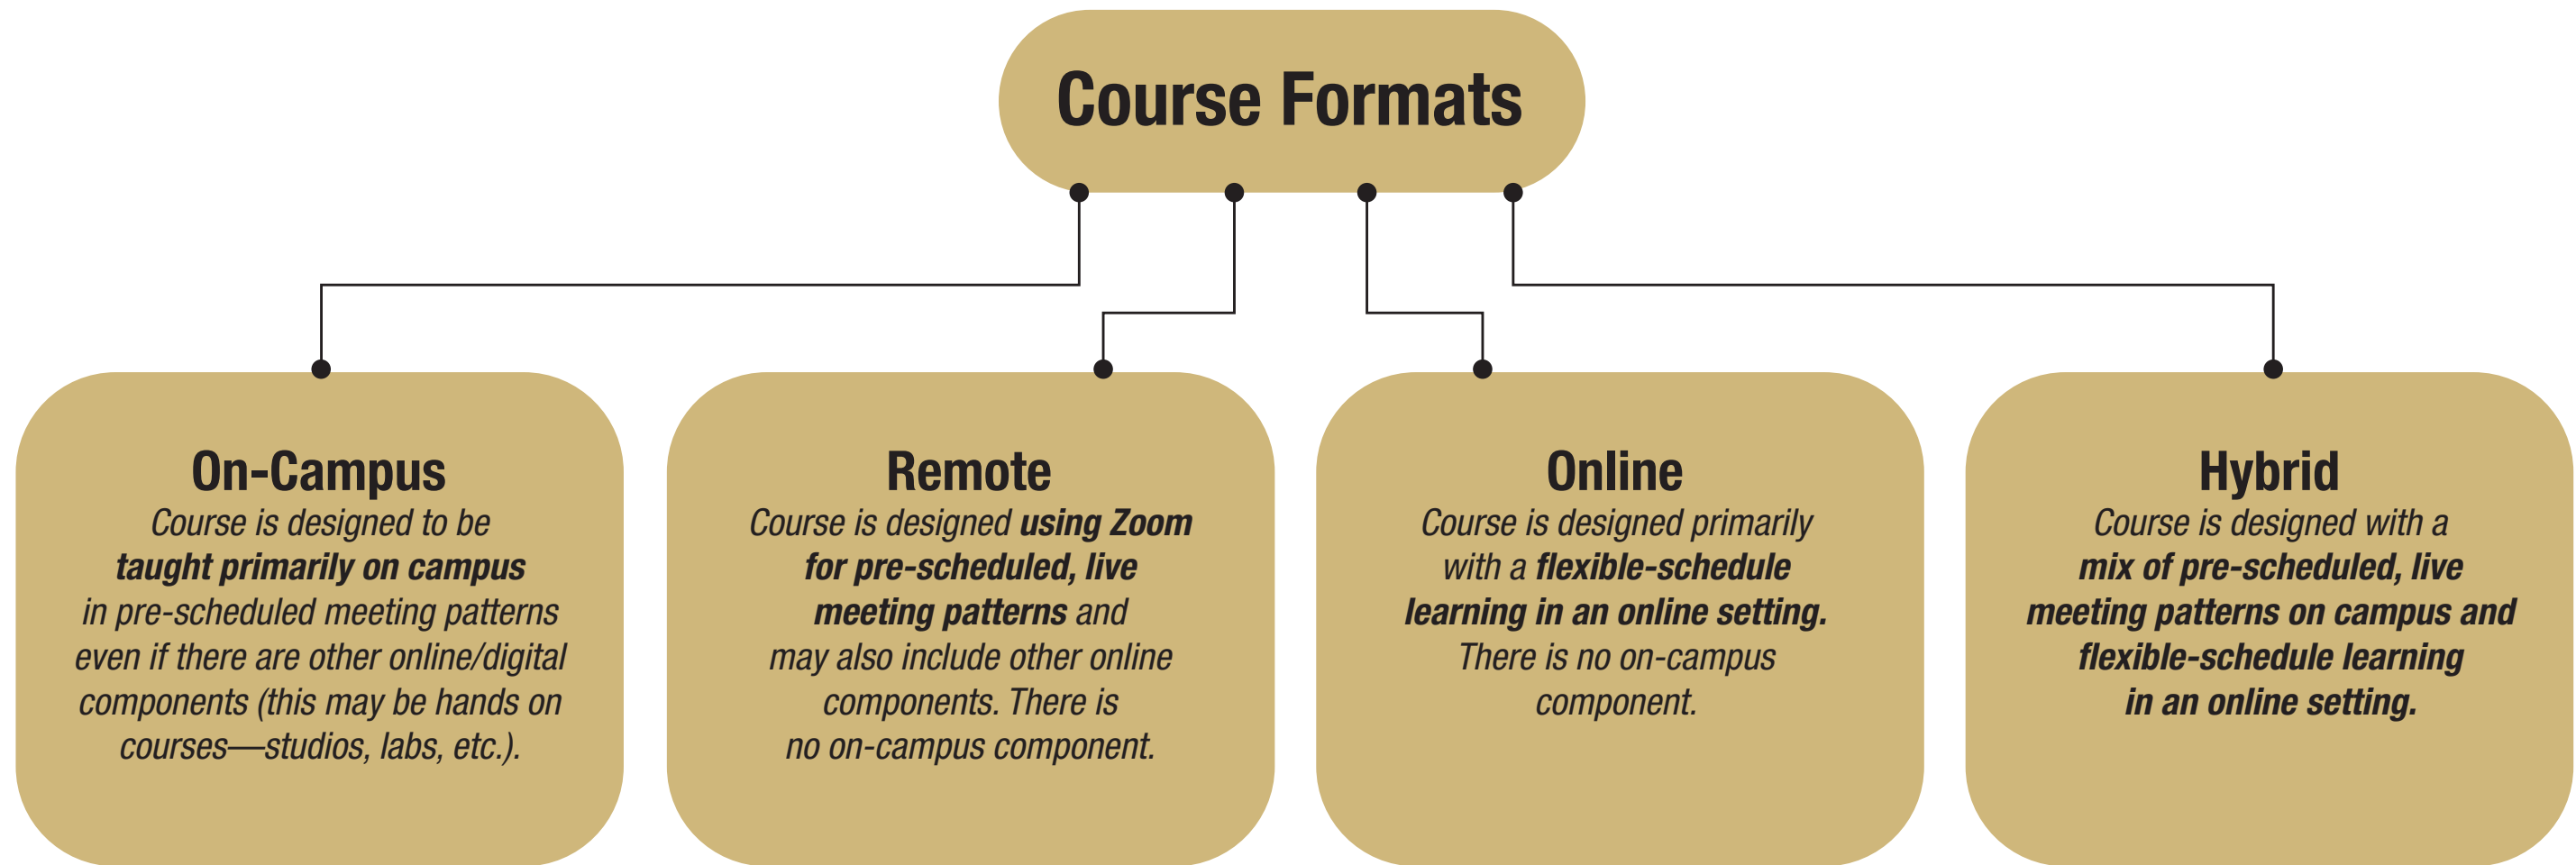 Course Formats
On-Campus
Course is designed to be
taught primarily on campus
in pre-scheduled meeting patterns
even if there are other online/digital
components (this may be hands on
courses—studios, labs, etc.).
Remote
Course is designed using Zoom
for pre-scheduled, live
meeting patterns and
may also include other online
components. There is
no on-campus component.
Online
Course is designed primarily
with a flexible-schedule
learning in an online setting.
There is no on-campus
component.
Hybrid
Course is designed with a
mix of pre-scheduled, live
meeting patterns on campus and
flexible-schedule learning
in an online setting.